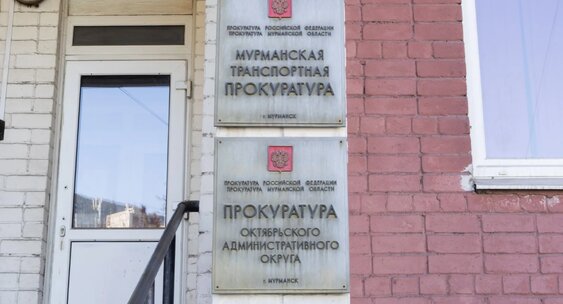 ПРОКУРАТУРА РОССИЙСКОЙ ФЕДЕРАЦИИ
ПРОКУРАТУРА МУРМАНСКОЙ ОБЛАСТИ
МУРМАНСКАЯ
ТРАНСПОРТНАЯ
ПРОКУРАТУРА
г. МУРМАНСК
ПРОКУРАТУРА РОССИЙСКОЙ ФЕДЕРАЦИИ
ПРОКУРАТУРА МУРМАНСКОЙ ОБЛАСТИ
ПРОКУРАТУРА
ОКТЯБРЬСКОГО
АДМИНИСТРАТИВНОГО
ОКРУГА
г. МУРМАНСК